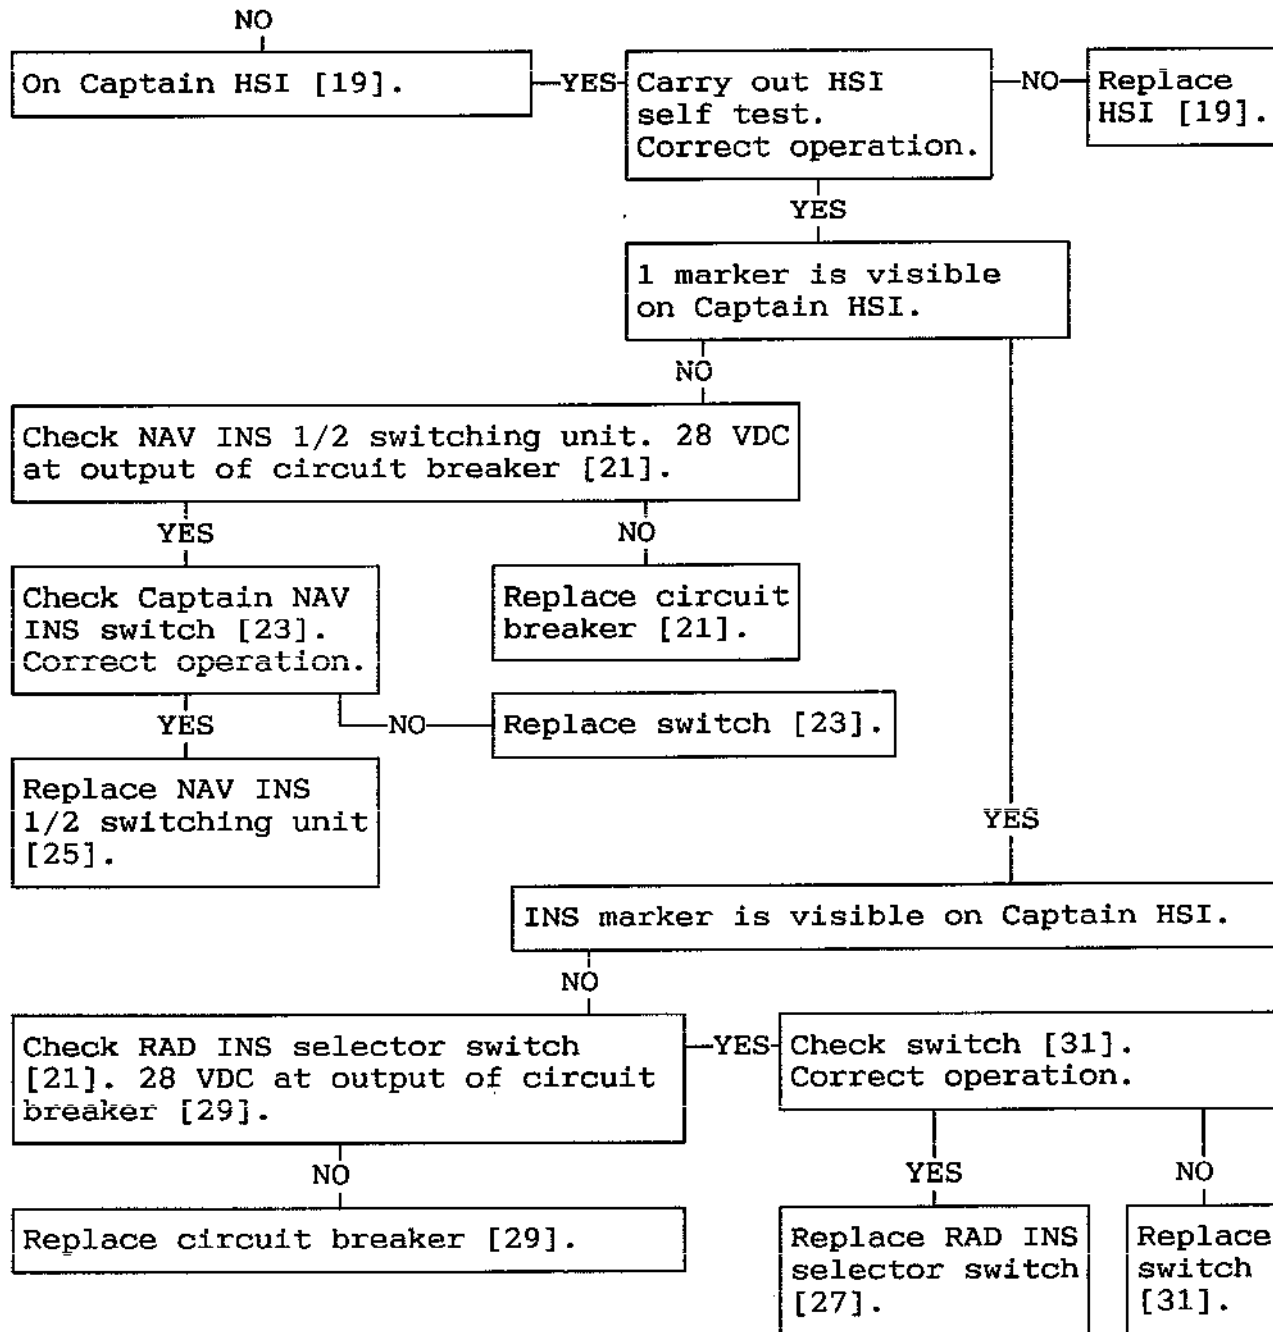 NO
On Captain HSI [19].
YES
Carry out HSI
self test.
Correct operation.
NO
Replace
HSI [19].
YES
1 marker is visible
on Captain HSI.
NO
Check NAV INS 1/2 switching unit. 28 VDC
at output of circuit breaker [21].
YES
NO
Check Captain NAV
INS switch [23].
Correct operation.
Replace circuit
breaker [21].
YES
NO
Replace switch [23].
Replace NAV INS
1/2 switching unit
[25].
YES
INS marker is visible on Captain HSI.
NO
Check RAD INS selector switch
[21]. 28 VDC at output of circuit
breaker [29].
YES
Check switch [31].
Correct operation.
NO
YES
NO
Replace circuit breaker [29].
Replace RAD INS
selector switch
[27].
Replace
switch
[31].